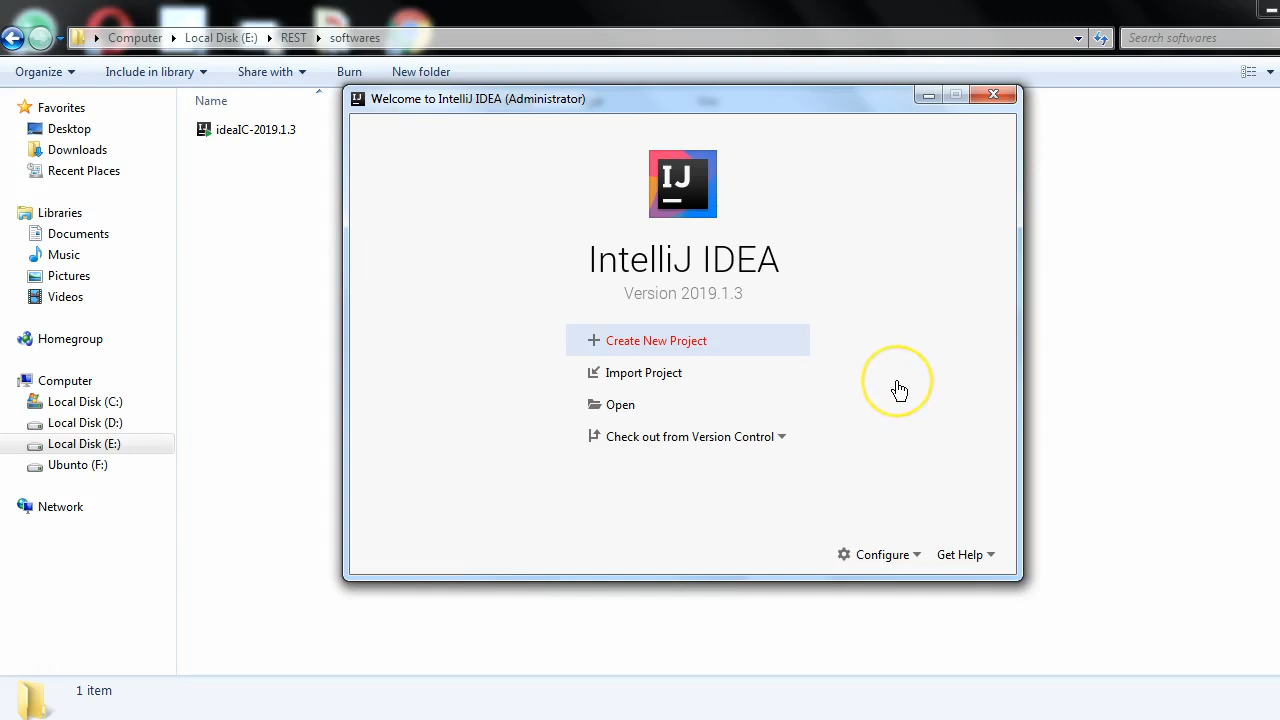 Computer Local Disk (E:) REST softwares
Search softwares
Organize Include in library Share with Burn New folder
Favorites
Desktop
Downloads
Recent Places
Libraries
Documents
Music
Pictures
Videos
Homegroup
Computer
Local Disk (C:)
Local Disk (D:)
Local Disk (E:)
Ubunto (F:)
Network
Name
ideaIC-2019.1.3
Welcome to IntelliJ IDEA (Administrator)
IJ
IntelliJ IDEA
Version 2019.1.3
Create New Project
Import Project
Open
Check out from Version Control
Configure Get Help
1 item